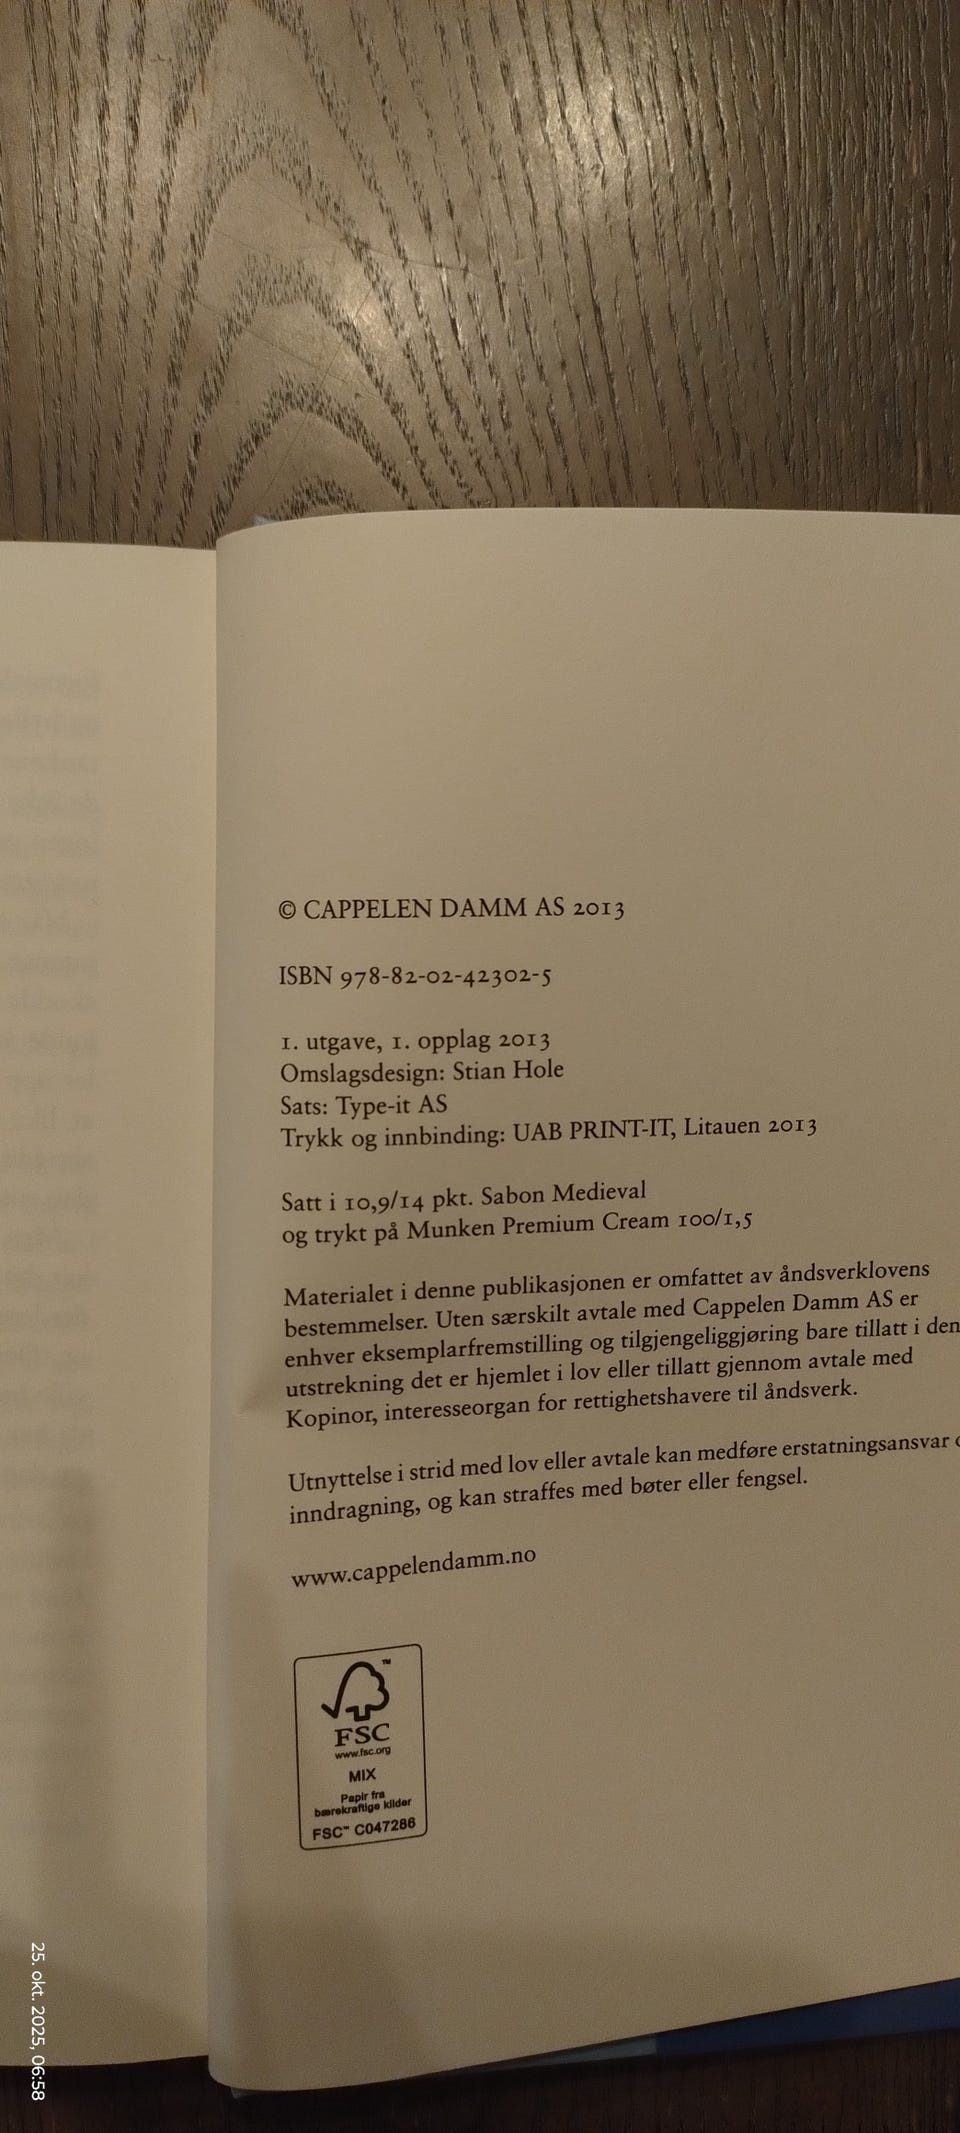 © CAPPELEN DAMM AS 2013
ISBN 978-82-02-42302-5
1. utgave, 1. opplag 2013
Omslagsdesign: Stian Hole
Sats: Type-it AS
Trykk og innbinding: UAB PRINT-IT, Litauen 2013
Satt i 10,9/14 pkt. Sabon Medieval
og trykt på Munken Premium Cream 100/1,5
Materialet i denne publikasjonen er omfattet av åndsverklovens
bestemmelser. Uten særskilt avtale med Cappelen Damm AS er
enhver eksemplarfremstilling og tilgjengeliggjøring bare tillatt i den
utstrekning det er hjemlet i lov eller tillatt gjennom avtale med
Kopinor, interesseorgan for rettighetshavere til åndsverk.
Utnyttelse i strid med lov eller avtale kan medføre erstatningsansvar
inndragning, og kan straffes med bøter eller fengsel.
www.cappelendamm.no
TM
FSC
www.fsc.org
MIX
Papir fra
bærekraftige kilder
FSC™ C047286
25. okt. 2025, 06:58